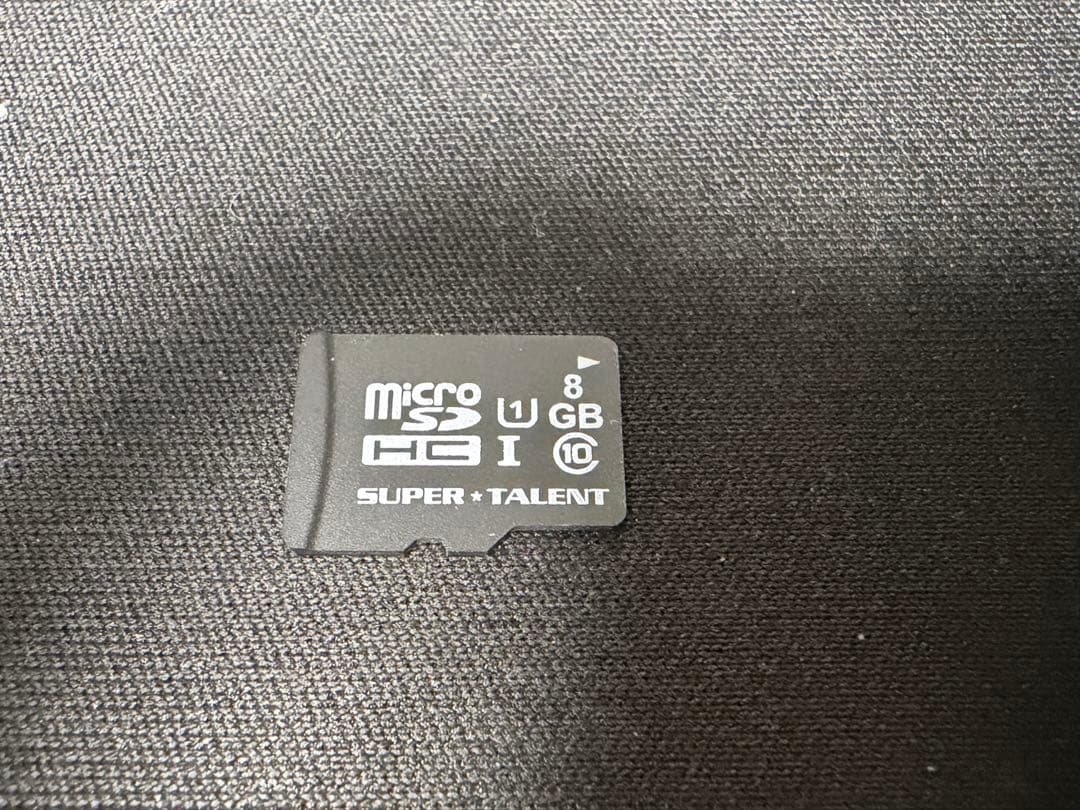 micro 8
SD U1 GB
HC I 10
SUPER★TALENT